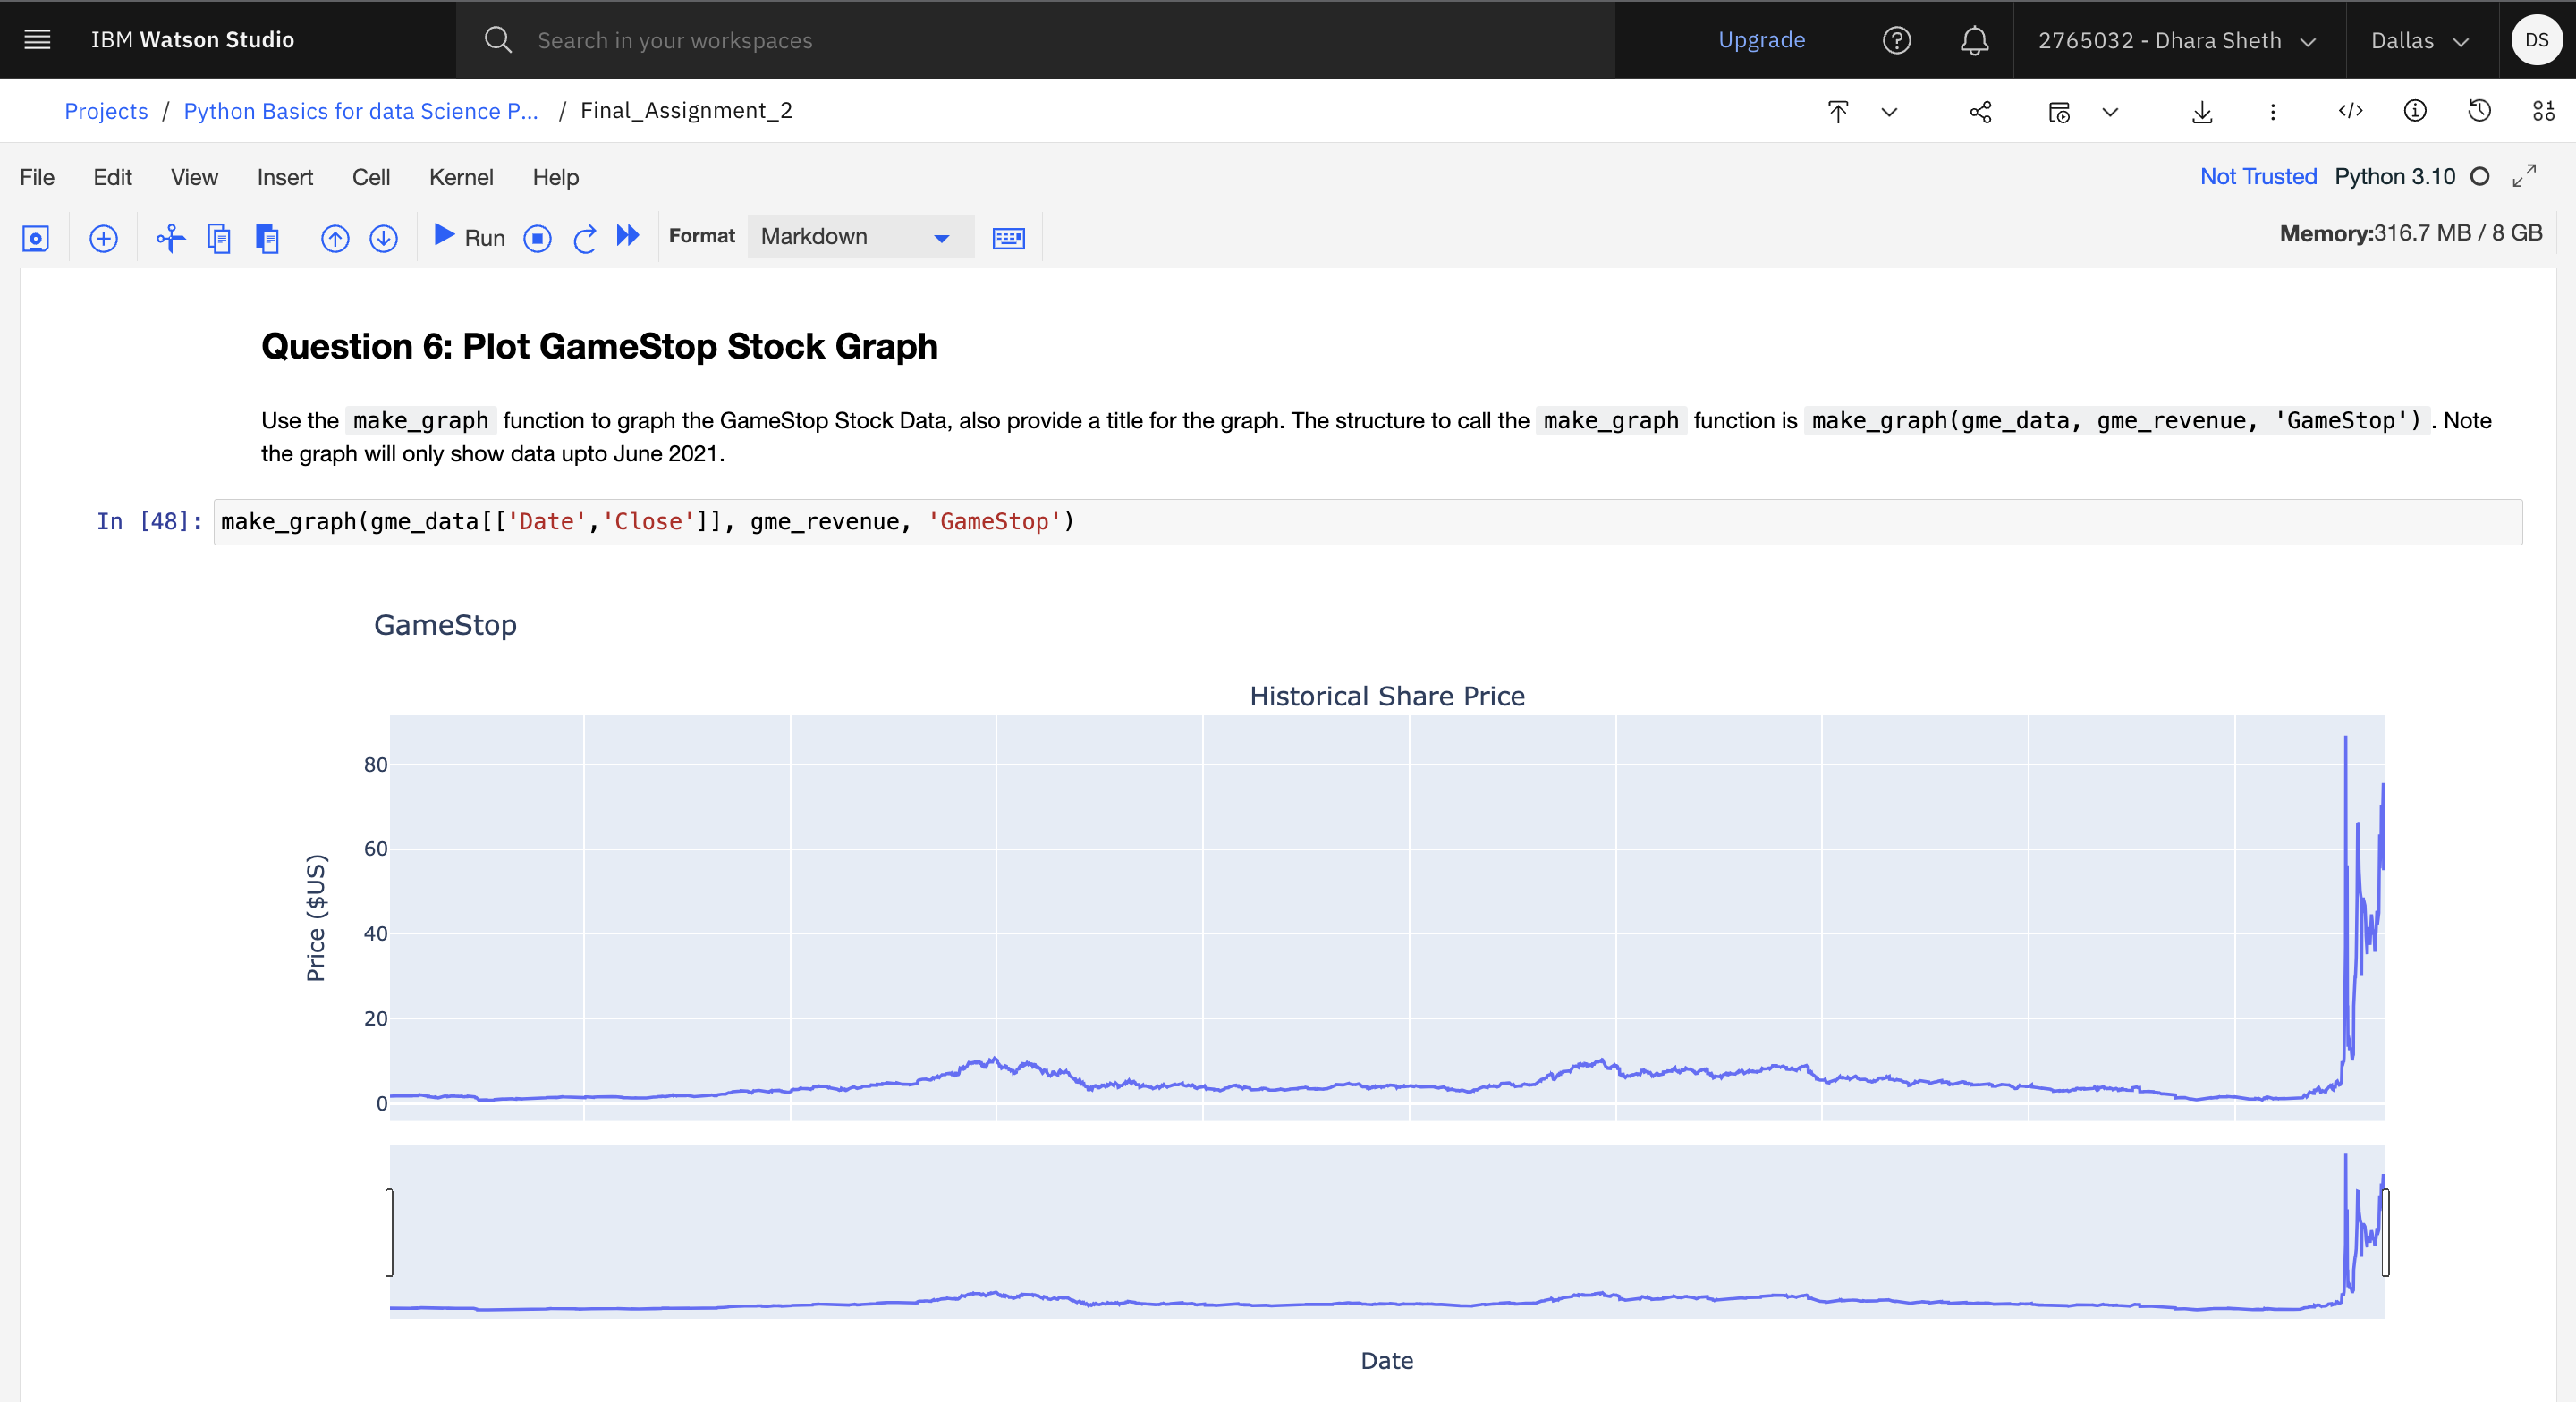 IBM Watson Studio
Search in your workspaces
Upgrade
2765032 - Dhara Sheth
Dallas
DS
Projects / Python Basics for data Science P... / Final_Assignment_2
File Edit View Insert Cell Kernel Help
Not Trusted Python 3.10
Run
Format
Markdown
Memory:316.7 MB / 8 GB
Question 6: Plot GameStop Stock Graph
Use the make_graph function to graph the GameStop Stock Data, also provide a title for the graph. The structure to call the make_graph function is make_graph(gme_data, gme_revenue, 'GameStop') . Note
the graph will only show data upto June 2021.
In [48]: make_graph(gme_data[['Date','Close']], gme_revenue, 'GameStop')
GameStop
Historical Share Price
80
60
40
20
0
Price ($US)
Date